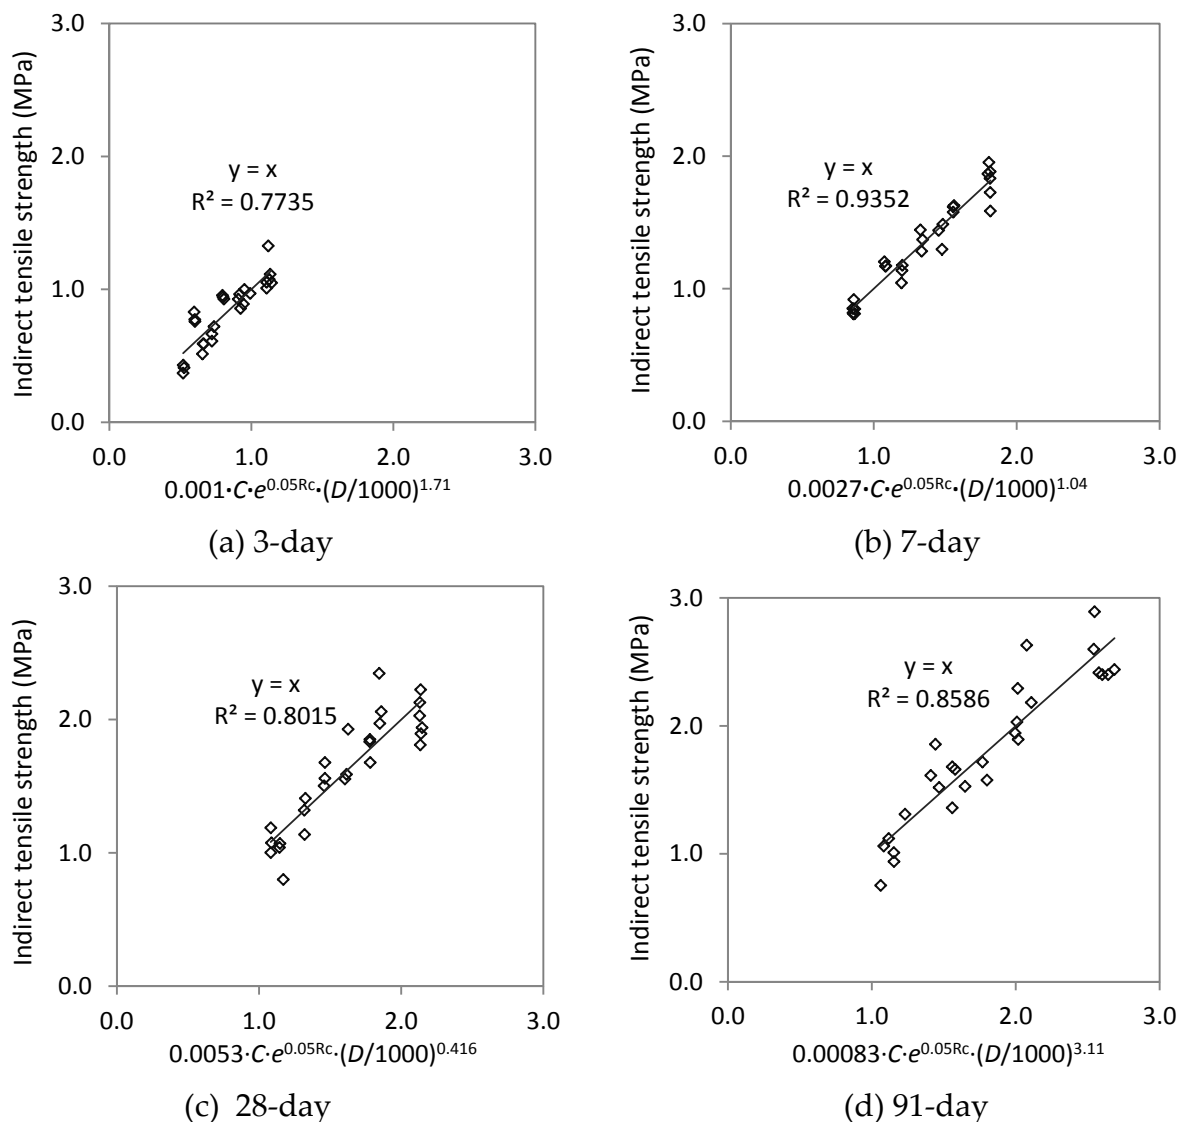 3.0
2.0
1.0
0.0
Indirect tensile strength (MPa)
y = x
R² = 0.7735
0.0 1.0 2.0 3.0
0.001·C·e^0.05Rc·(D/1000)^1.71
(a) 3-day
3.0
2.0
1.0
0.0
Indirect tensile strength (MPa)
y = x
R² = 0.9352
0.0 1.0 2.0 3.0
0.0027·C·e^0.05Rc·(D/1000)^1.04
(b) 7-day
3.0
2.0
1.0
0.0
Indirect tensile strength (MPa)
y = x
R² = 0.8015
0.0 1.0 2.0 3.0
0.0053·C·e^0.05Rc·(D/1000)^0.416
(c) 28-day
3.0
2.0
1.0
0.0
Indirect tensile strength (MPa)
y = x
R² = 0.8586
0.0 1.0 2.0 3.0
0.00083·C·e^0.05Rc·(D/1000)^3.11
(d) 91-day